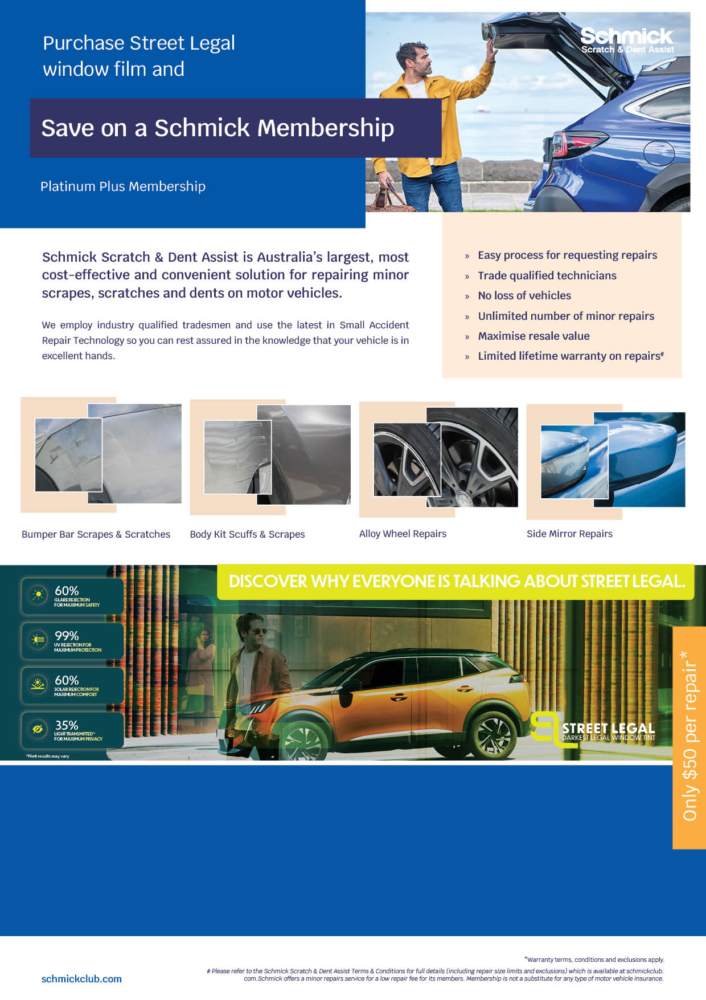 Purchase Street Legal
window film and
Schmick
Scratch & Dent Assist
Save on a Schmick Membership
Platinum Plus Membership
Schmick Scratch & Dent Assist is Australia’s largest, most
cost-effective and convenient solution for repairing minor
scrapes, scratches and dents on motor vehicles.
We employ industry qualified tradesmen and use the latest in Small Accident
Repair Technology so you can rest assured in the knowledge that your vehicle is in
excellent hands.
» Easy process for requesting repairs
» Trade qualified technicians
» No loss of vehicles
» Unlimited number of minor repairs
» Maximise resale value
» Limited lifetime warranty on repairs#
Bumper Bar Scrapes & Scratches
Body Kit Scuffs & Scrapes
Alloy Wheel Repairs
Side Mirror Repairs
DISCOVER WHY EVERYONE IS TALKING ABOUT STREET LEGAL.
60%
GLARE REJECTION
FOR MAXIMUM SAFETY
99%
UV REJECTION FOR
MAXIMUM PROTECTION
60%
SOLAR REJECTION FOR
MAXIMUM COMFORT
35%
LIGHT TRANSMITTED^
FOR MAXIMUM PRIVACY
^Nett results may vary
STREET LEGAL
DARKEST LEGAL WINDOW TINT
Only $50 per repair*
*Warranty terms, conditions and exclusions apply.
# Please refer to the Schmick Scratch & Dent Assist Terms & Conditions for full details (including repair size limits and exclusions) which is available at schmickclub.
com.Schmick offers a minor repairs service for a low repair fee for its members. Membership is not a substitute for any type of motor vehicle insurance.
schmickclub.com